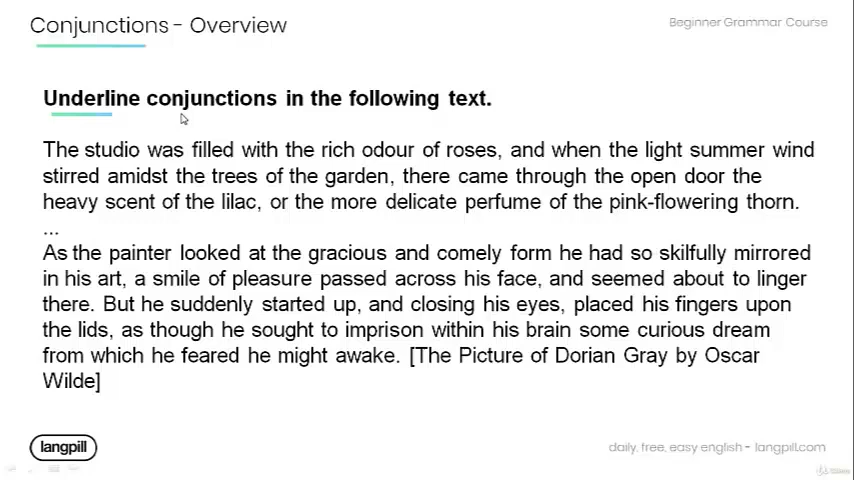 Conjunctions - Overview
Beginner Grammar Course
Underline conjunctions in the following text.
The studio was filled with the rich odour of roses, and when the light summer wind
stirred amidst the trees of the garden, there came through the open door the
heavy scent of the lilac, or the more delicate perfume of the pink-flowering thorn.
...
As the painter looked at the gracious and comely form he had so skilfully mirrored
in his art, a smile of pleasure passed across his face, and seemed about to linger
there. But he suddenly started up, and closing his eyes, placed his fingers upon
the lids, as though he sought to imprison within his brain some curious dream
from which he feared he might awake. [The Picture of Dorian Gray by Oscar
Wilde]
langpill
daily, free, easy english - langpill.com